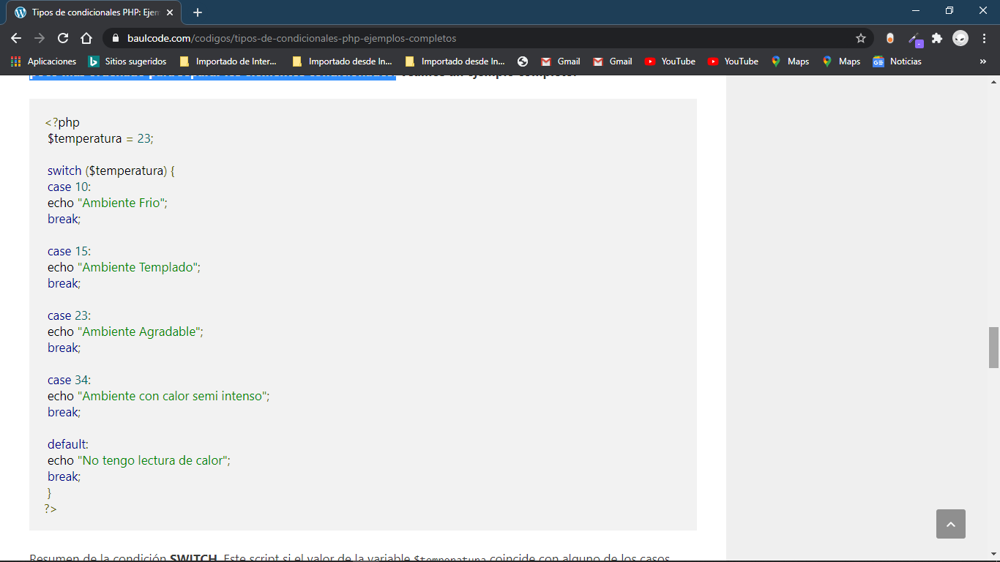 Tipos de condicionales PHP: Ejem
baulcode.com/codigos/tipos-de-condicionales-php-ejemplos-completos
Aplicaciones
Sitios sugeridos
Importado de Inter...
Importado desde In...
Importado desde In...
Gmail
Gmail
YouTube
YouTube
Maps
Maps
GE Noticias
»
<?php
$temperatura = 23;
switch ($temperatura) {
case 10:
echo "Ambiente Frio";
break;
case 15:
echo "Ambiente Templado";
break;
case 23:
echo "Ambiente Agradable";
break;
case 34:
echo "Ambiente con calor semi intenso";
break;
default:
echo "No tengo lectura de calor";
break;
}
?>
Resumen de la condición SWITCH. Este script si el valor de la variable $temperatura coincide con alguno de los casos